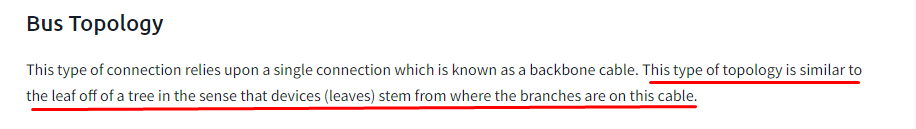 Bus Topology
This type of connection relies upon a single connection which is known as a backbone cable. This type of topology is similar to
the leaf off of a tree in the sense that devices (leaves) stem from where the branches are on this cable.